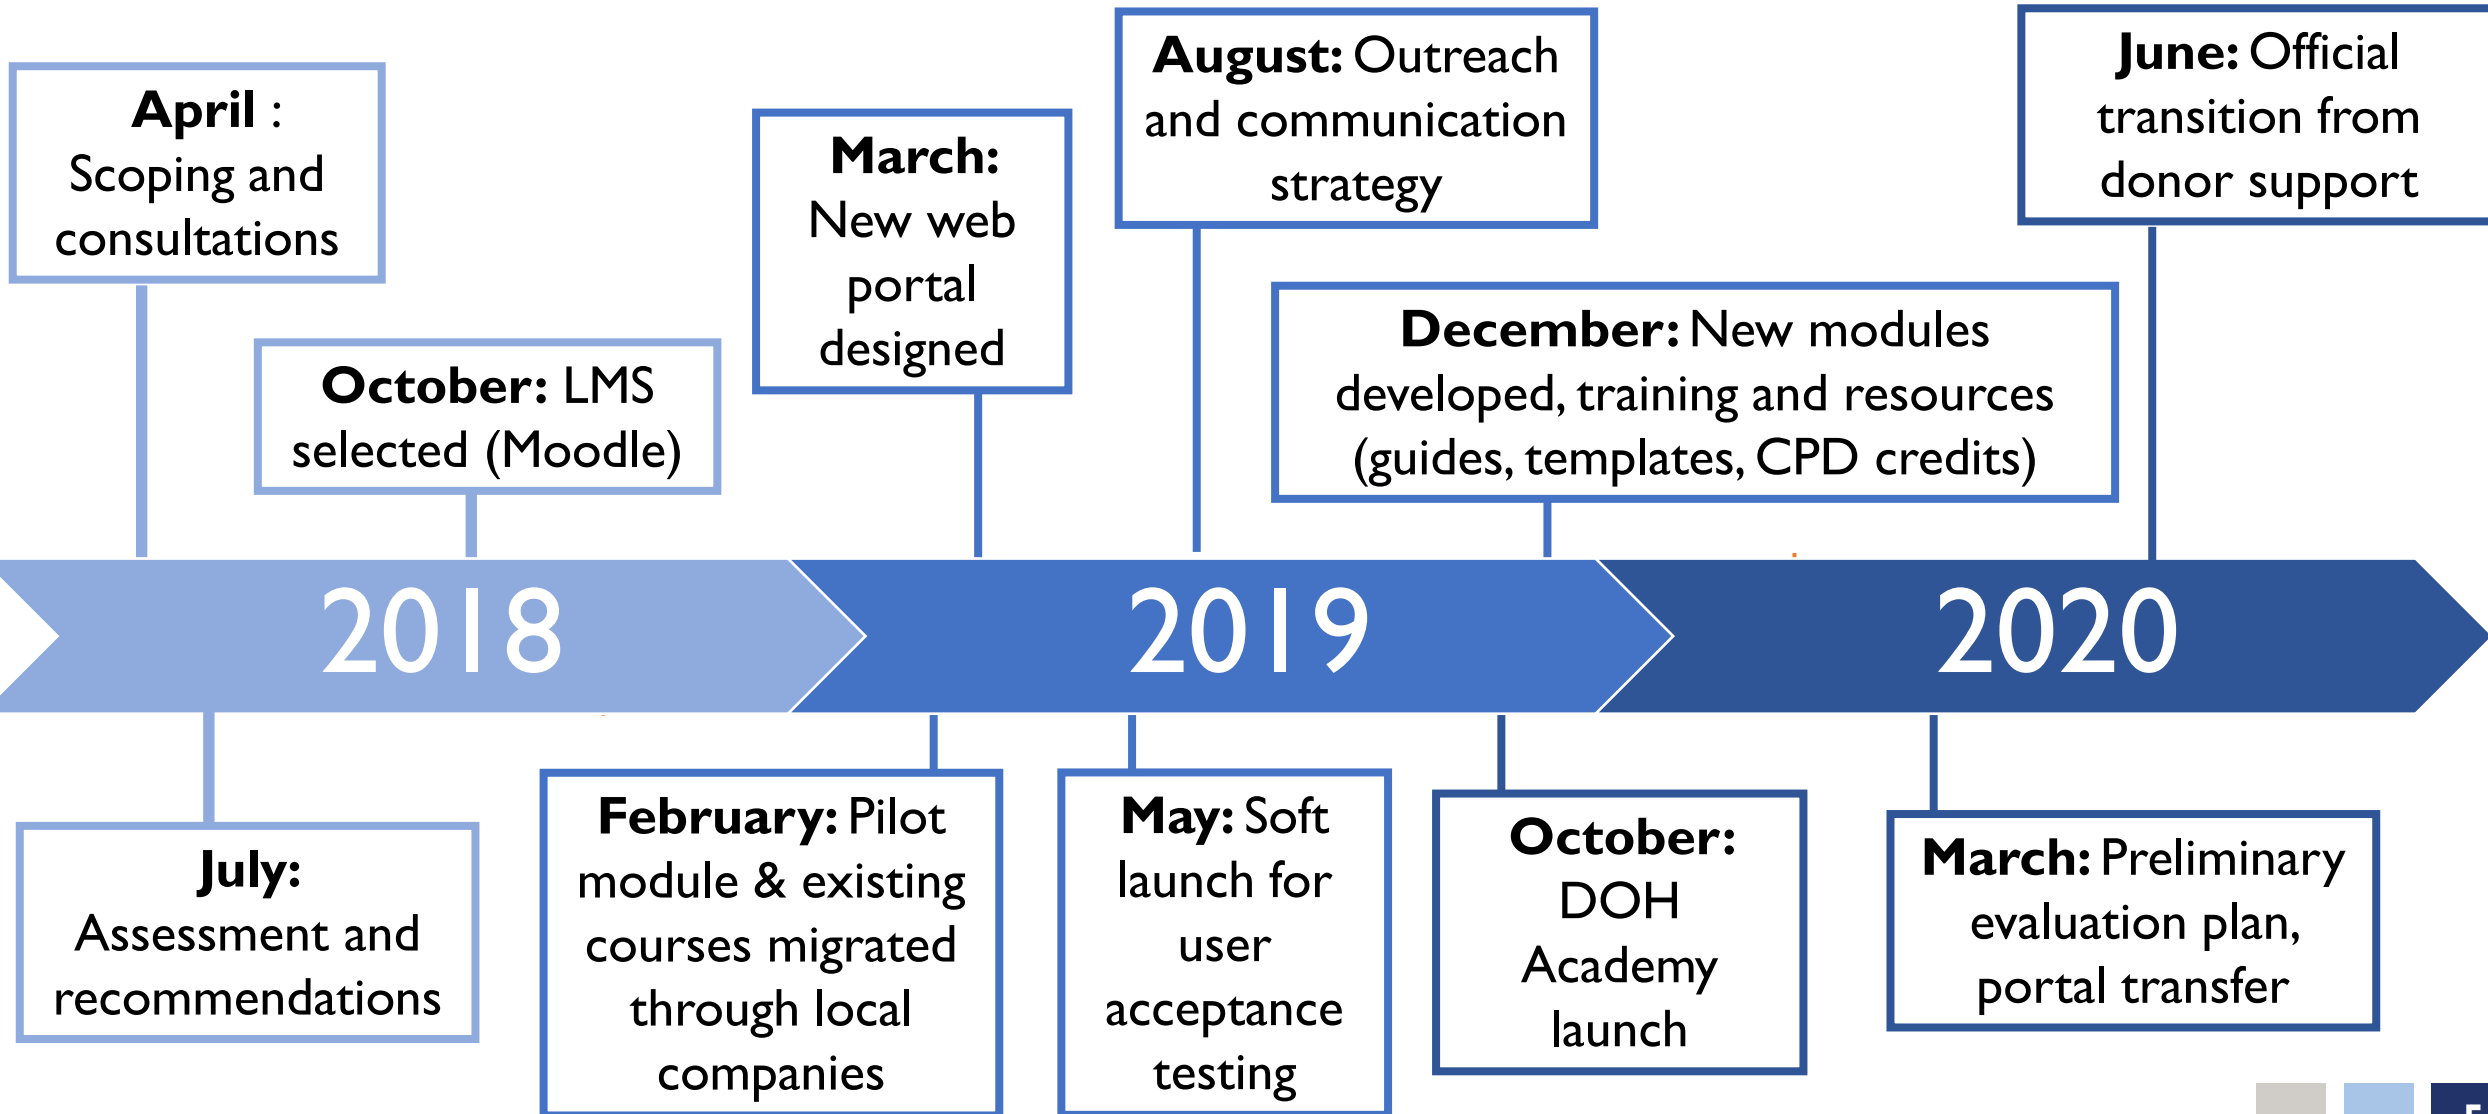 April :
Scoping and
consultations
October: LMS
selected (Moodle)
March:
New web
portal
designed
August: Outreach
and communication
strategy
December: New modules
developed, training and resources
(guides, templates, CPD credits)
June: Official
transition from
donor support
2018
2019
2020
July:
Assessment and
recommendations
February: Pilot
module & existing
courses migrated
through local
companies
May: Soft
launch for
user
acceptance
testing
October:
DOH
Academy
launch
March: Preliminary
evaluation plan,
portal transfer